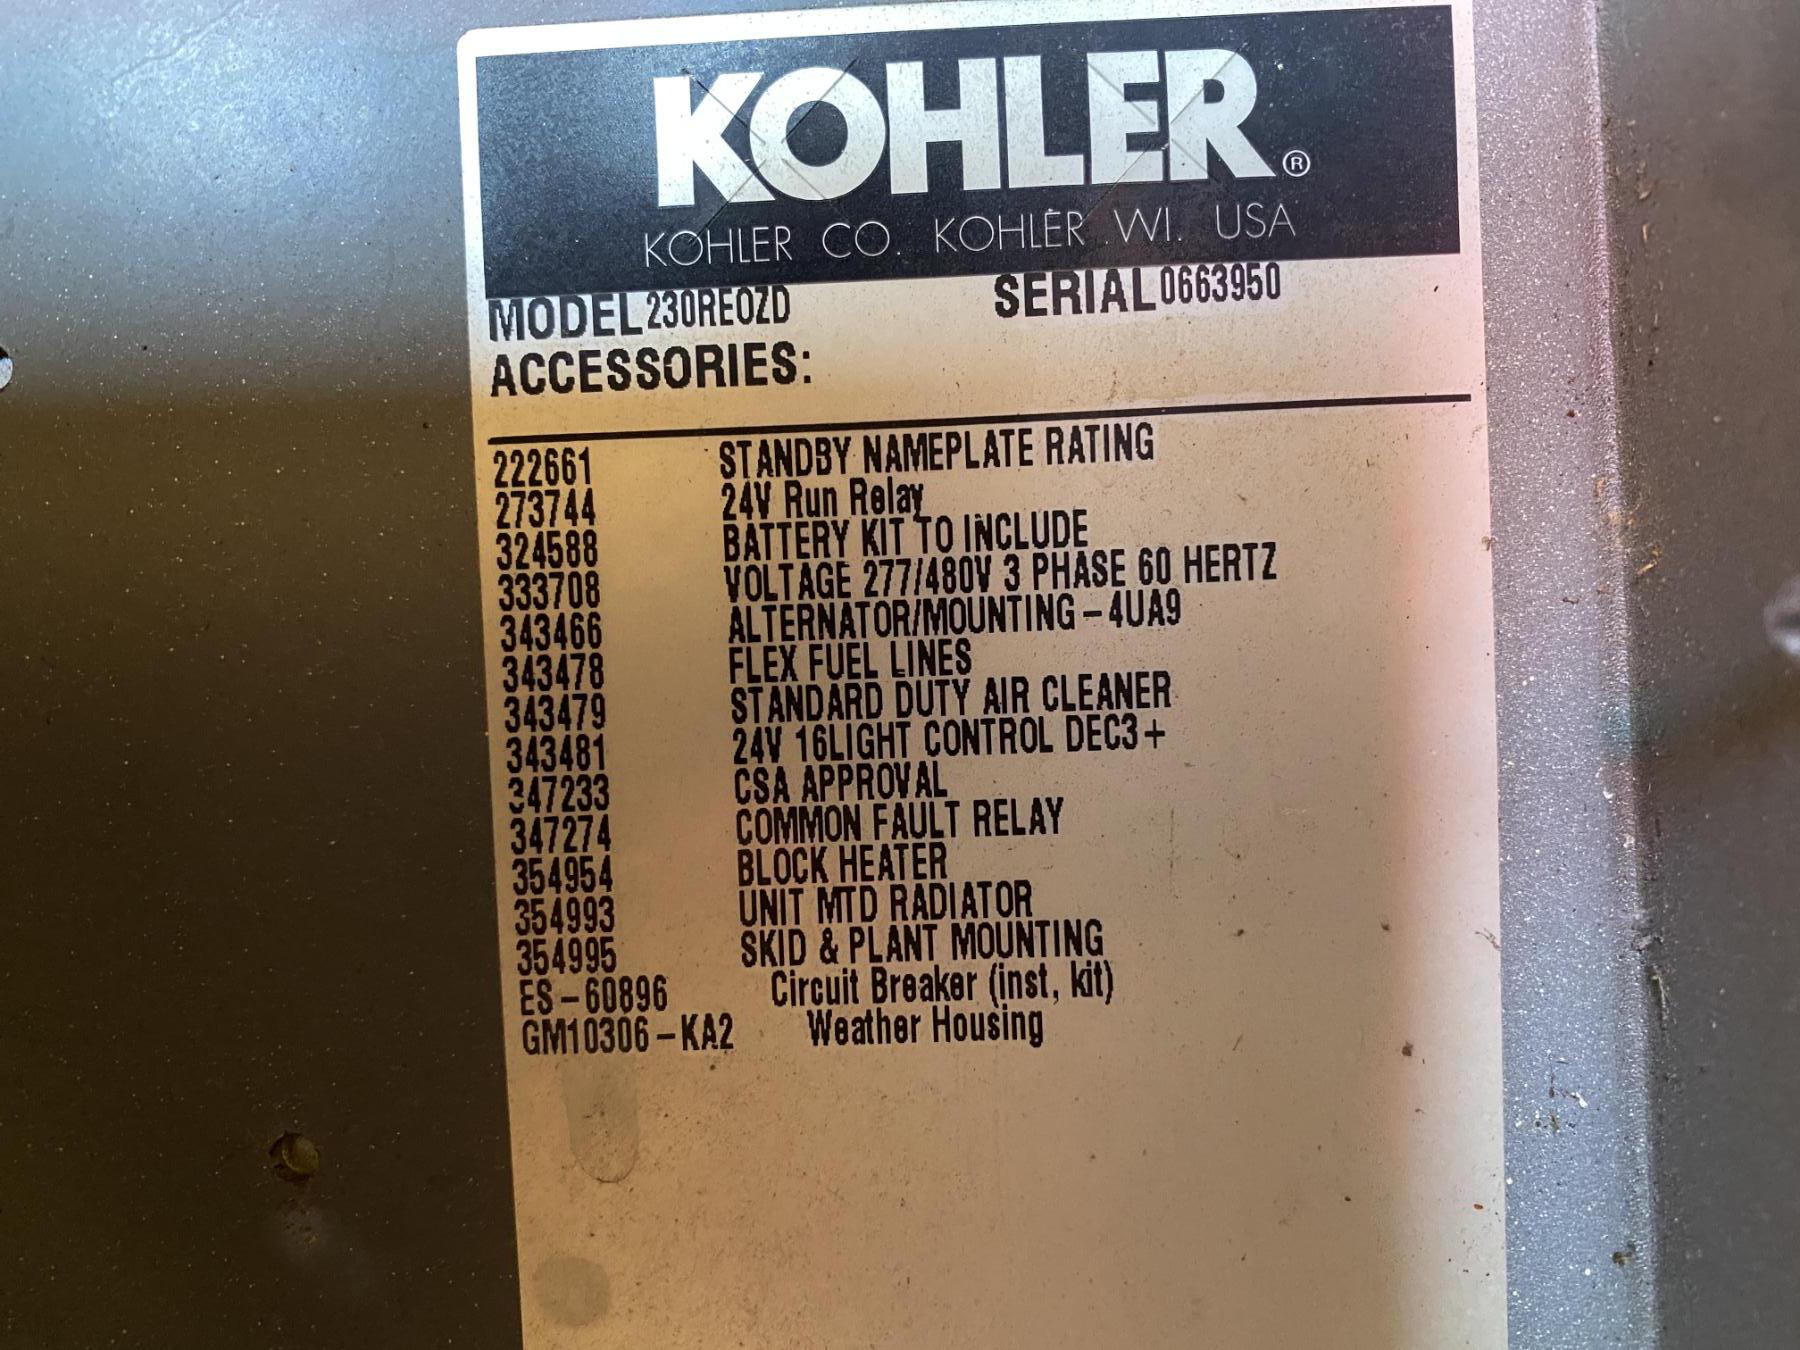 KOHLER®
KOHLER CO. KOHLER WI. USA
MODEL 230REOZD SERIAL 0663950
ACCESSORIES:
222661 STANDBY NAMEPLATE RATING
273744 24V Run Relay
324588 BATTERY KIT TO INCLUDE
333708 VOLTAGE 277/480V 3 PHASE 60 HERTZ
343466 ALTERNATOR/MOUNTING-4UA9
343478 FLEX FUEL LINES
343479 STANDARD DUTY AIR CLEANER
343481 24V 16LIGHT CONTROL DEC3+
347233 CSA APPROVAL
347274 COMMON FAULT RELAY
354954 BLOCK HEATER
354993 UNIT MTD RADIATOR
354995 SKID & PLANT MOUNTING
ES-60896 Circuit Breaker (inst, kit)
GM10306-KA2 Weather Housing